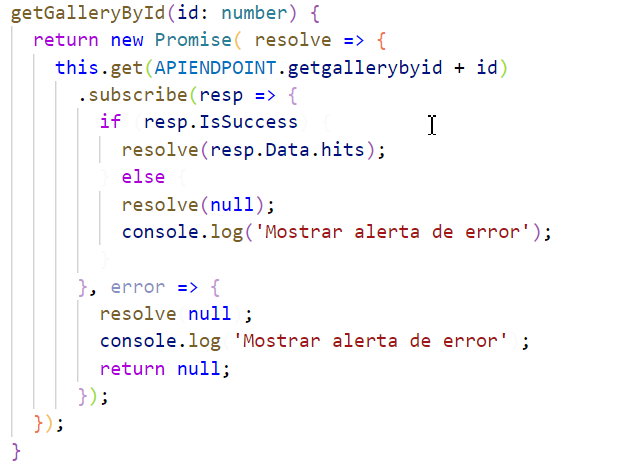 getGalleryById(id: number) {
  return new Promise( resolve => {
    this.get(APIENDPOINT.getgallerybyid + id)
      .subscribe(resp => {
        if  resp.IsSuccess  {
          resolve(resp.Data.hits);
        } else {
          resolve(null);
          console.log('Mostrar alerta de error');
        }
      }, error => {
        resolve null ;
        console.log 'Mostrar alerta de error' ;
        return null;
      });
  });
}